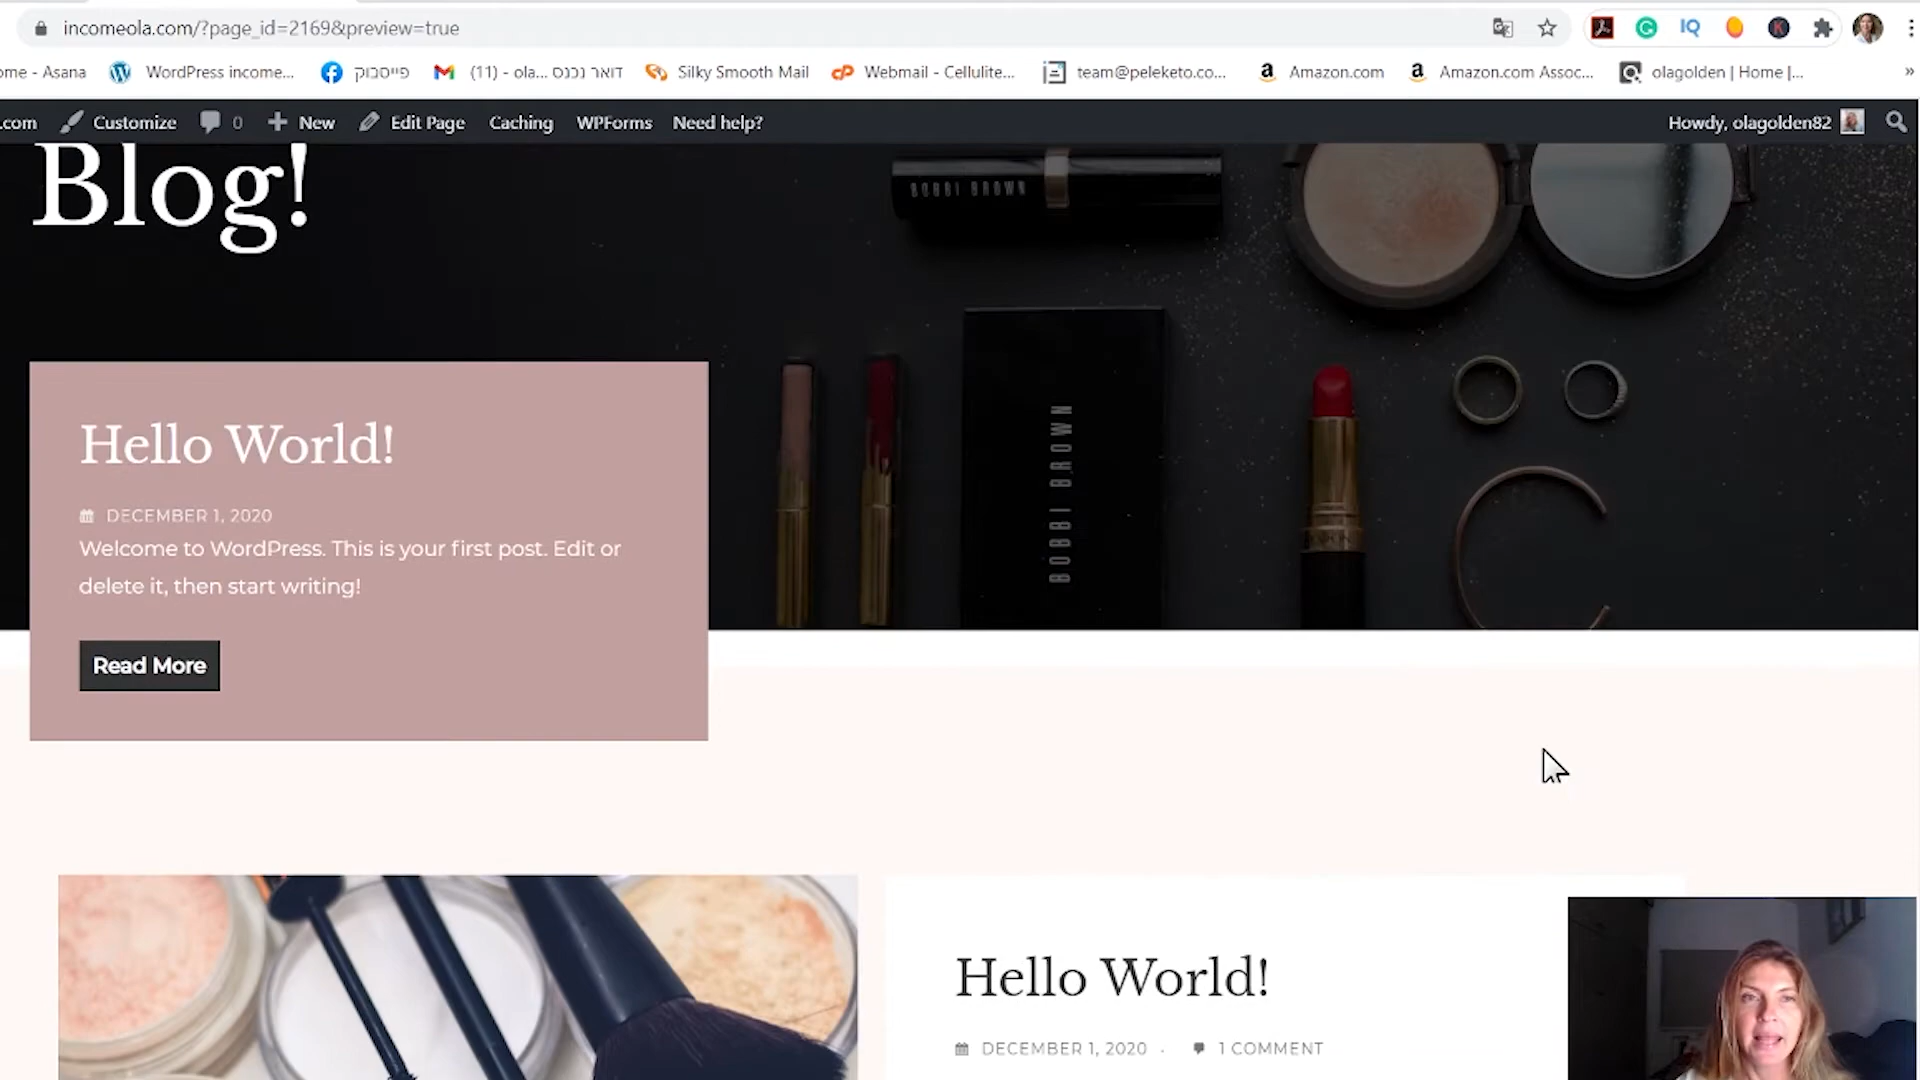 incomeola.com/?page_id=2169&preview=true
ome - Asana
WordPress income...
פייסבוק
(11) - ola... דואר נכנס
Silky Smooth Mail
Webmail - Cellulite...
team@peleketo.co...
Amazon.com
Amazon.com Assoc...
olagolden | Home |...
»
.com
Customize
0
New
Edit Page
Caching
WPForms
Need help?
Howdy, olagolden82
Blog!
BOBBI BROWN
BOBBI BROWN
Hello World!
DECEMBER 1, 2020
Welcome to WordPress. This is your first post. Edit or
delete it, then start writing!
Read More
Hello World!
DECEMBER 1, 2020 · 1 COMMENT